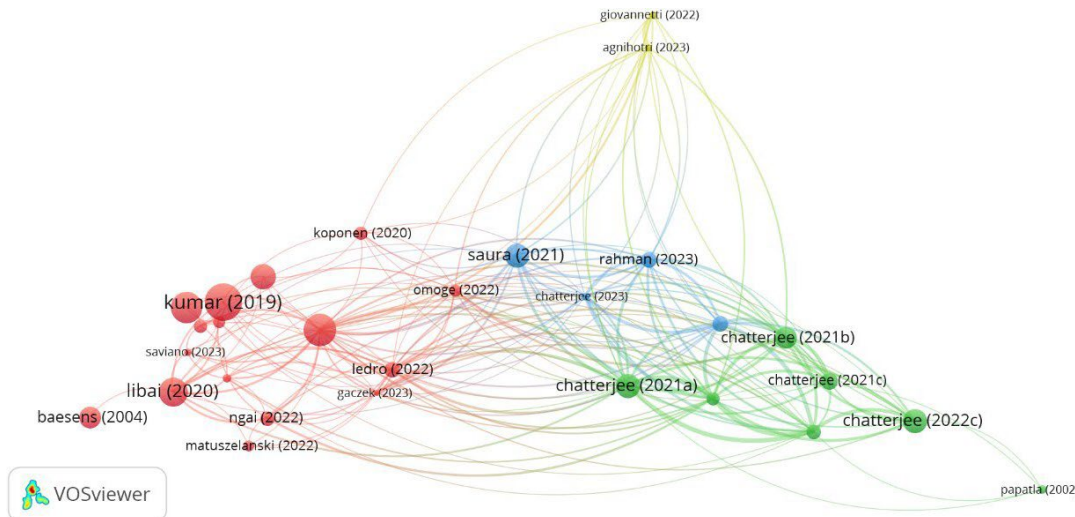 giovannetti (2022)
agnihotri (2023)
koponen (2020)
saura (2021)
rahman (2023)
omoge (2022)
chatterjee (2023)
kumar (2019)
chatterjee (2021b)
saviano (2023)
ledro (2022)
chatterjee (2021c)
libai (2020)
gaczek (2023)
chatterjee (2021a)
baesens (2004)
ngai (2022)
chatterjee (2022c)
matuszelanski (2022)
papatla (2002
VOSviewer